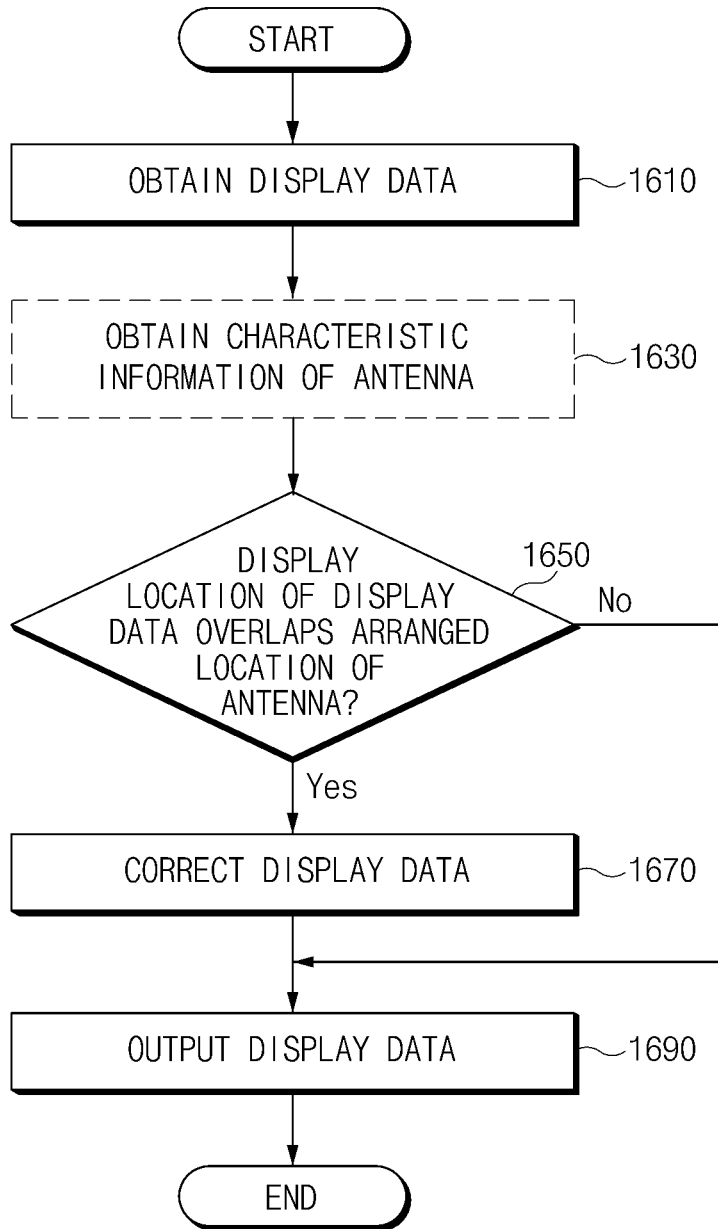 START
OBTAIN DISPLAY DATA
1610
OBTAIN CHARACTERISTIC
INFORMATION OF ANTENNA
1630
1650
DISPLAY
LOCATION OF DISPLAY
DATA OVERLAPS ARRANGED
LOCATION OF
ANTENNA?
No
Yes
CORRECT DISPLAY DATA
1670
OUTPUT DISPLAY DATA
1690
END